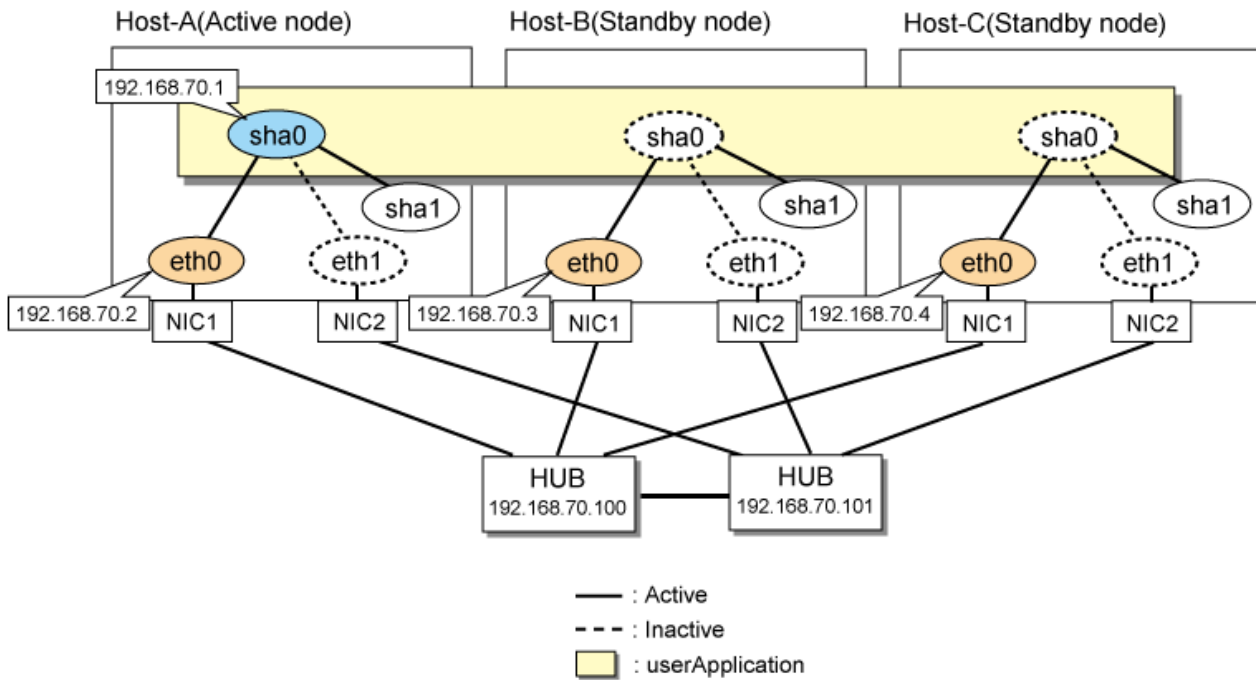 Host-A(Active node)
Host-B(Standby node)
Host-C(Standby node)
192.168.70.1
sha0
sha0
sha0
sha1
sha1
sha1
eth0
eth1
eth0
eth1
eth0
eth1
192.168.70.2
NIC1
NIC2
192.168.70.3
NIC1
NIC2
192.168.70.4
NIC1
NIC2
HUB
192.168.70.100
HUB
192.168.70.101
: Active
: Inactive
: userApplication